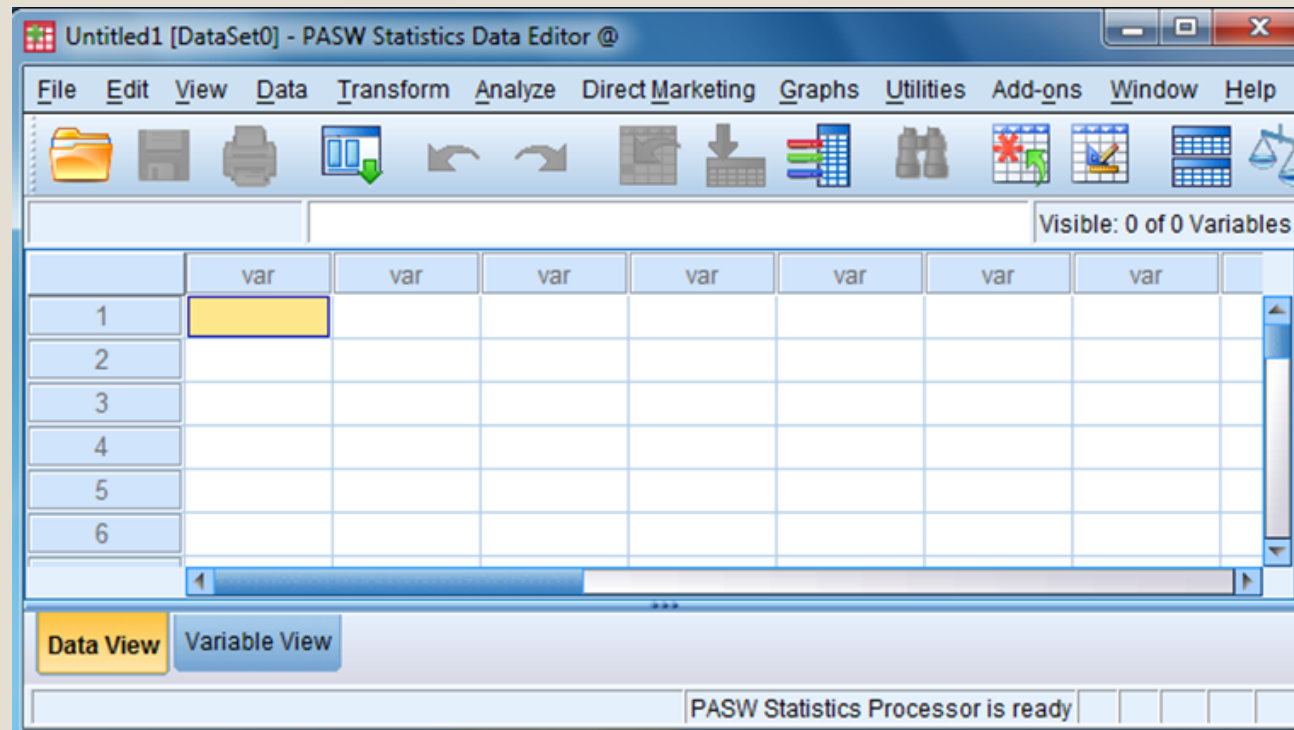 Untitled1 [DataSet0] - PASW Statistics Data Editor @
File Edit View Data Transform Analyze Direct Marketing Graphs Utilities Add-ons Window Help
Visible: 0 of 0 Variables
var var var var var var var
1
2
3
4
5
6
Data View Variable View
PASW Statistics Processor is ready